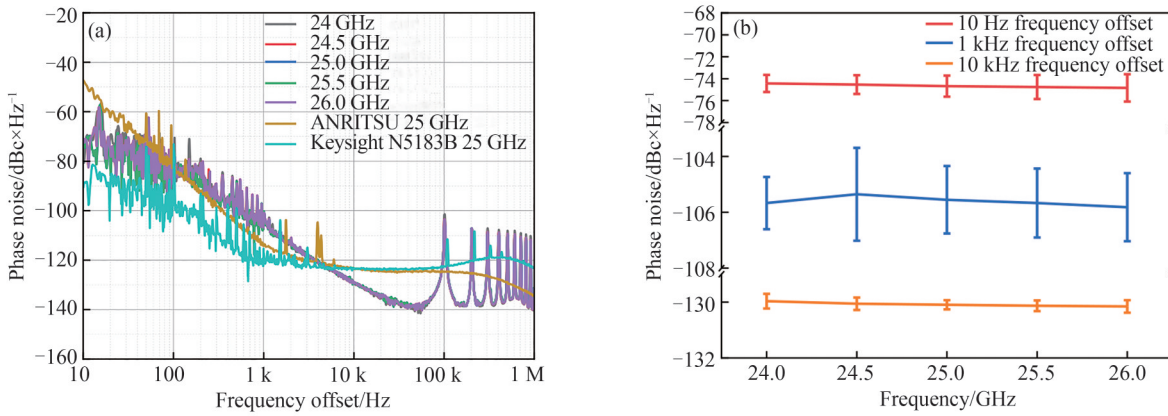 (a)
24 GHz
24.5 GHz
25.0 GHz
25.5 GHz
26.0 GHz
ANRITSU 25 GHz
Keysight N5183B 25 GHz
Phase noise/dBc×Hz⁻¹
−20
−40
−60
−80
−100
−120
−140
−160
10
100
1 k
10 k
100 k
1 M
Frequency offset/Hz
(b)
10 Hz frequency offset
1 kHz frequency offset
10 kHz frequency offset
Phase noise/dBc×Hz⁻¹
−68
−70
−72
−74
−76
−78
−104
−106
−108
−130
−132
24.0
24.5
25.0
25.5
26.0
Frequency/GHz